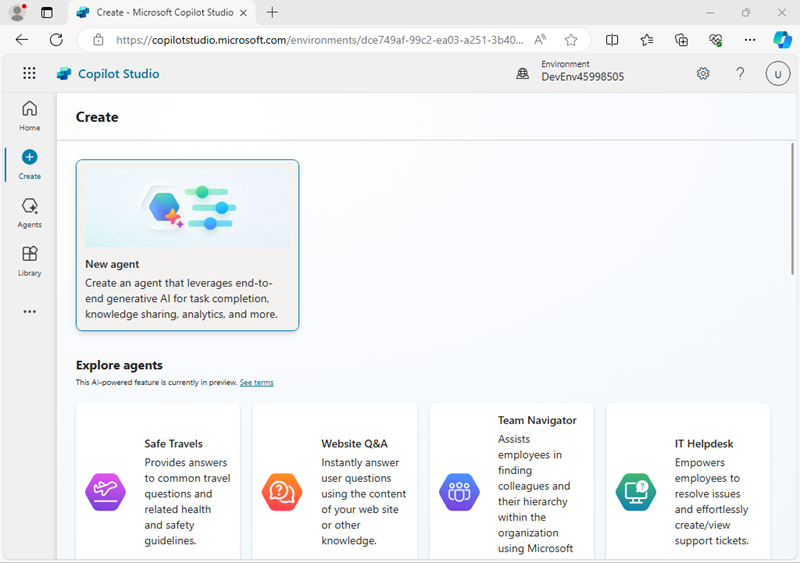 Create - Microsoft Copilot Studio
https://copilotstudio.microsoft.com/environments/dce749af-99c2-ea03-a251-3b40...
Copilot Studio
Environment
DevEnv45998505
U
Home
Create
Agents
Library
Create
New agent
Create an agent that leverages end-to-
end generative AI for task completion,
knowledge sharing, analytics, and more.
Explore agents
This AI-powered feature is currently in preview. See terms
Safe Travels
Provides answers
to common travel
questions and
related health
and safety
guidelines.
Website Q&A
Instantly answer
user questions
using the content
of your web site
or other
knowledge.
Team Navigator
Assists
employees in
finding
colleagues and
their hierarchy
within the
organization
using Microsoft
IT Helpdesk
Empowers
employees to
resolve issues
and effortlessly
create/view
support tickets.